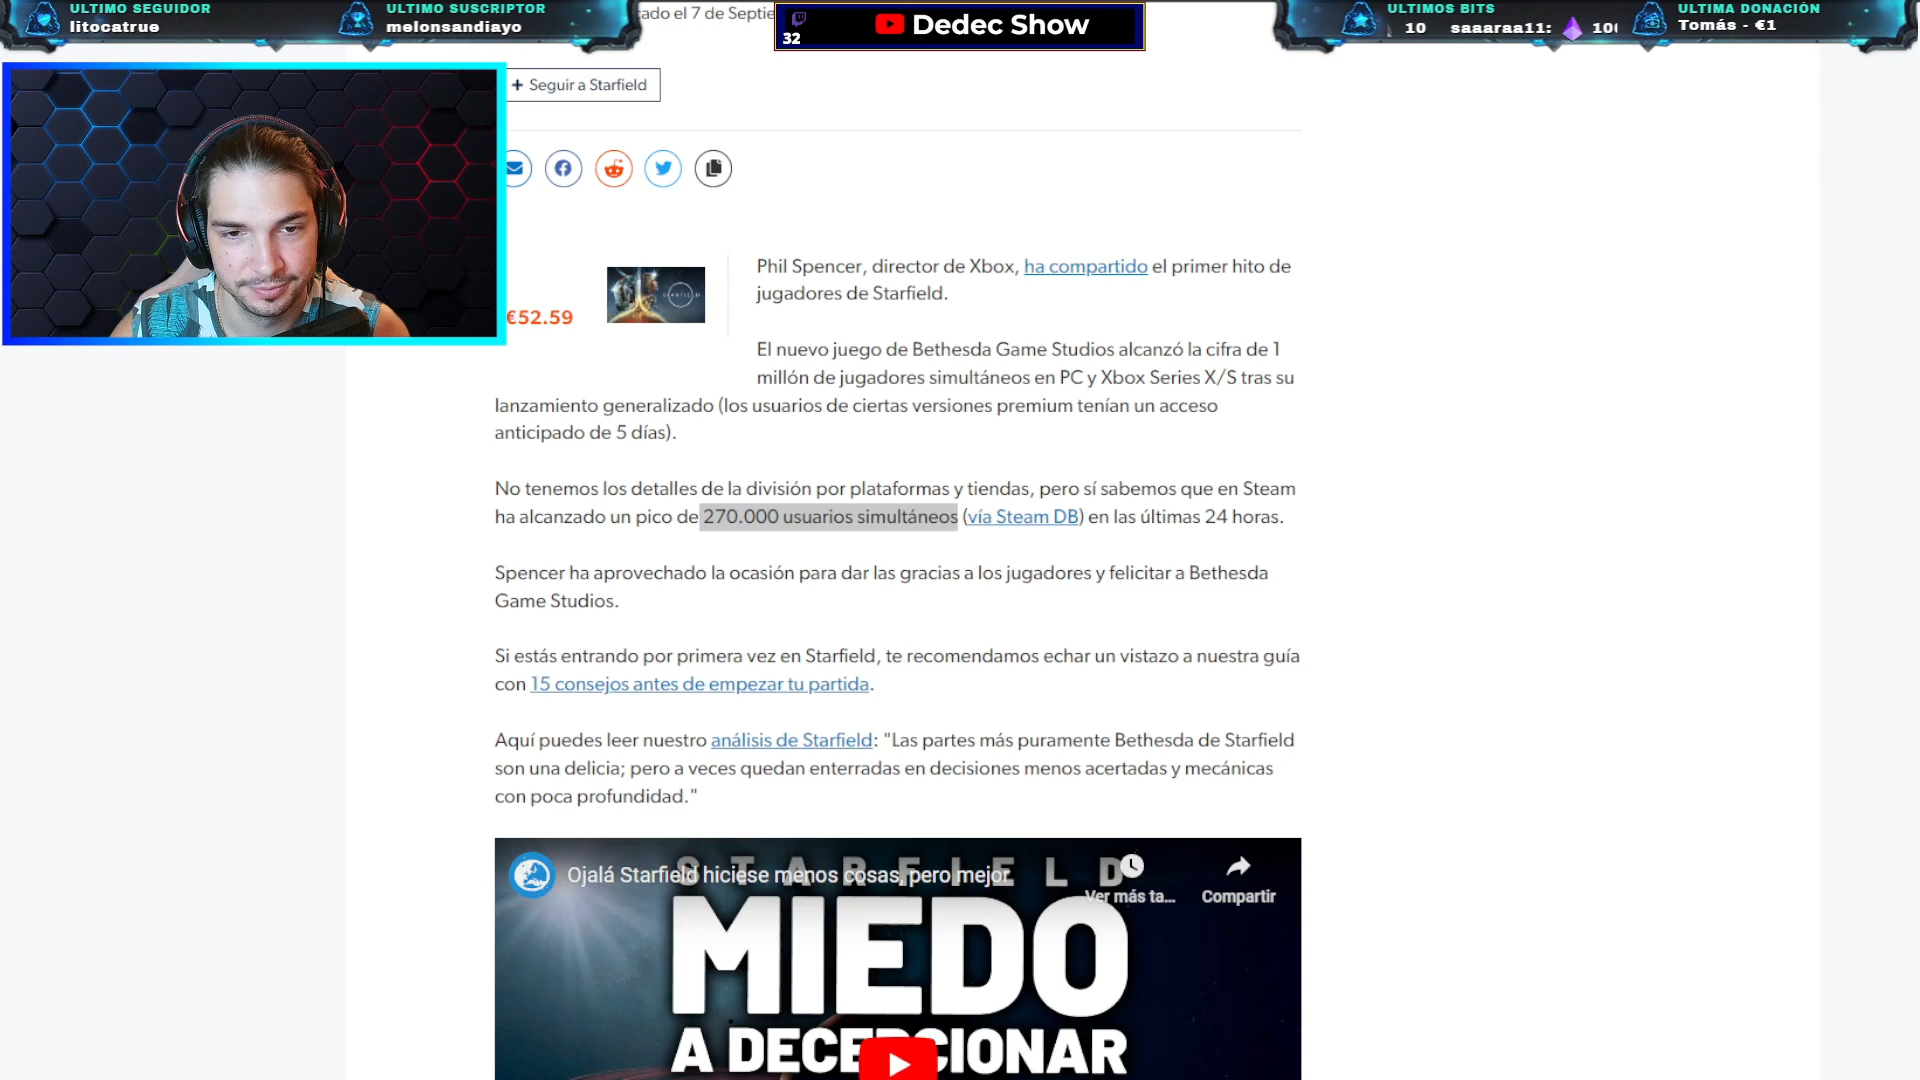 ULTIMO SEGUIDOR
litocatrue
ULTIMO SUSCRIPTOR
melonsandiayo
cado el 7 de Septie
32
Dedec Show
ULTIMOS BITS
10 saaaraa11: 10
ULTIMA DONACIÓN
Tomás - €1
+ Seguir a Starfield
€52.59
STARFIELD
Phil Spencer, director de Xbox, ha compartido el primer hito de
jugadores de Starfield.
El nuevo juego de Bethesda Game Studios alcanzó la cifra de 1
millón de jugadores simultáneos en PC y Xbox Series X/S tras su
lanzamiento generalizado (los usuarios de ciertas versiones premium tenían un acceso
anticipado de 5 días).
No tenemos los detalles de la división por plataformas y tiendas, pero sí sabemos que en Steam
ha alcanzado un pico de 270.000 usuarios simultáneos (vía Steam DB) en las últimas 24 horas.
Spencer ha aprovechado la ocasión para dar las gracias a los jugadores y felicitar a Bethesda
Game Studios.
Si estás entrando por primera vez en Starfield, te recomendamos echar un vistazo a nuestra guía
con 15 consejos antes de empezar tu partida.
Aquí puedes leer nuestro análisis de Starfield: "Las partes más puramente Bethesda de Starfield
son una delicia; pero a veces quedan enterradas en decisiones menos acertadas y mecánicas
con poca profundidad."
STARFIELD
Ojalá Starfield hiciese menos cosas, pero mejor
Ver más ta...
Compartir
MIEDO
A DECEPCIONAR